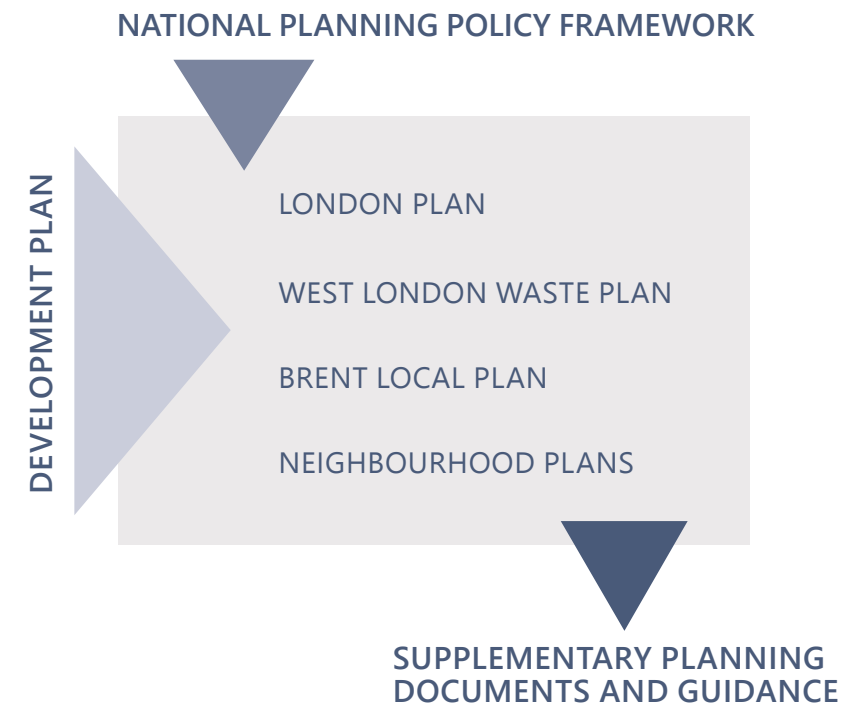 NATIONAL PLANNING POLICY FRAMEWORK
DEVELOPMENT PLAN
LONDON PLAN
WEST LONDON WASTE PLAN
BRENT LOCAL PLAN
NEIGHBOURHOOD PLANS
SUPPLEMENTARY PLANNING
DOCUMENTS AND GUIDANCE